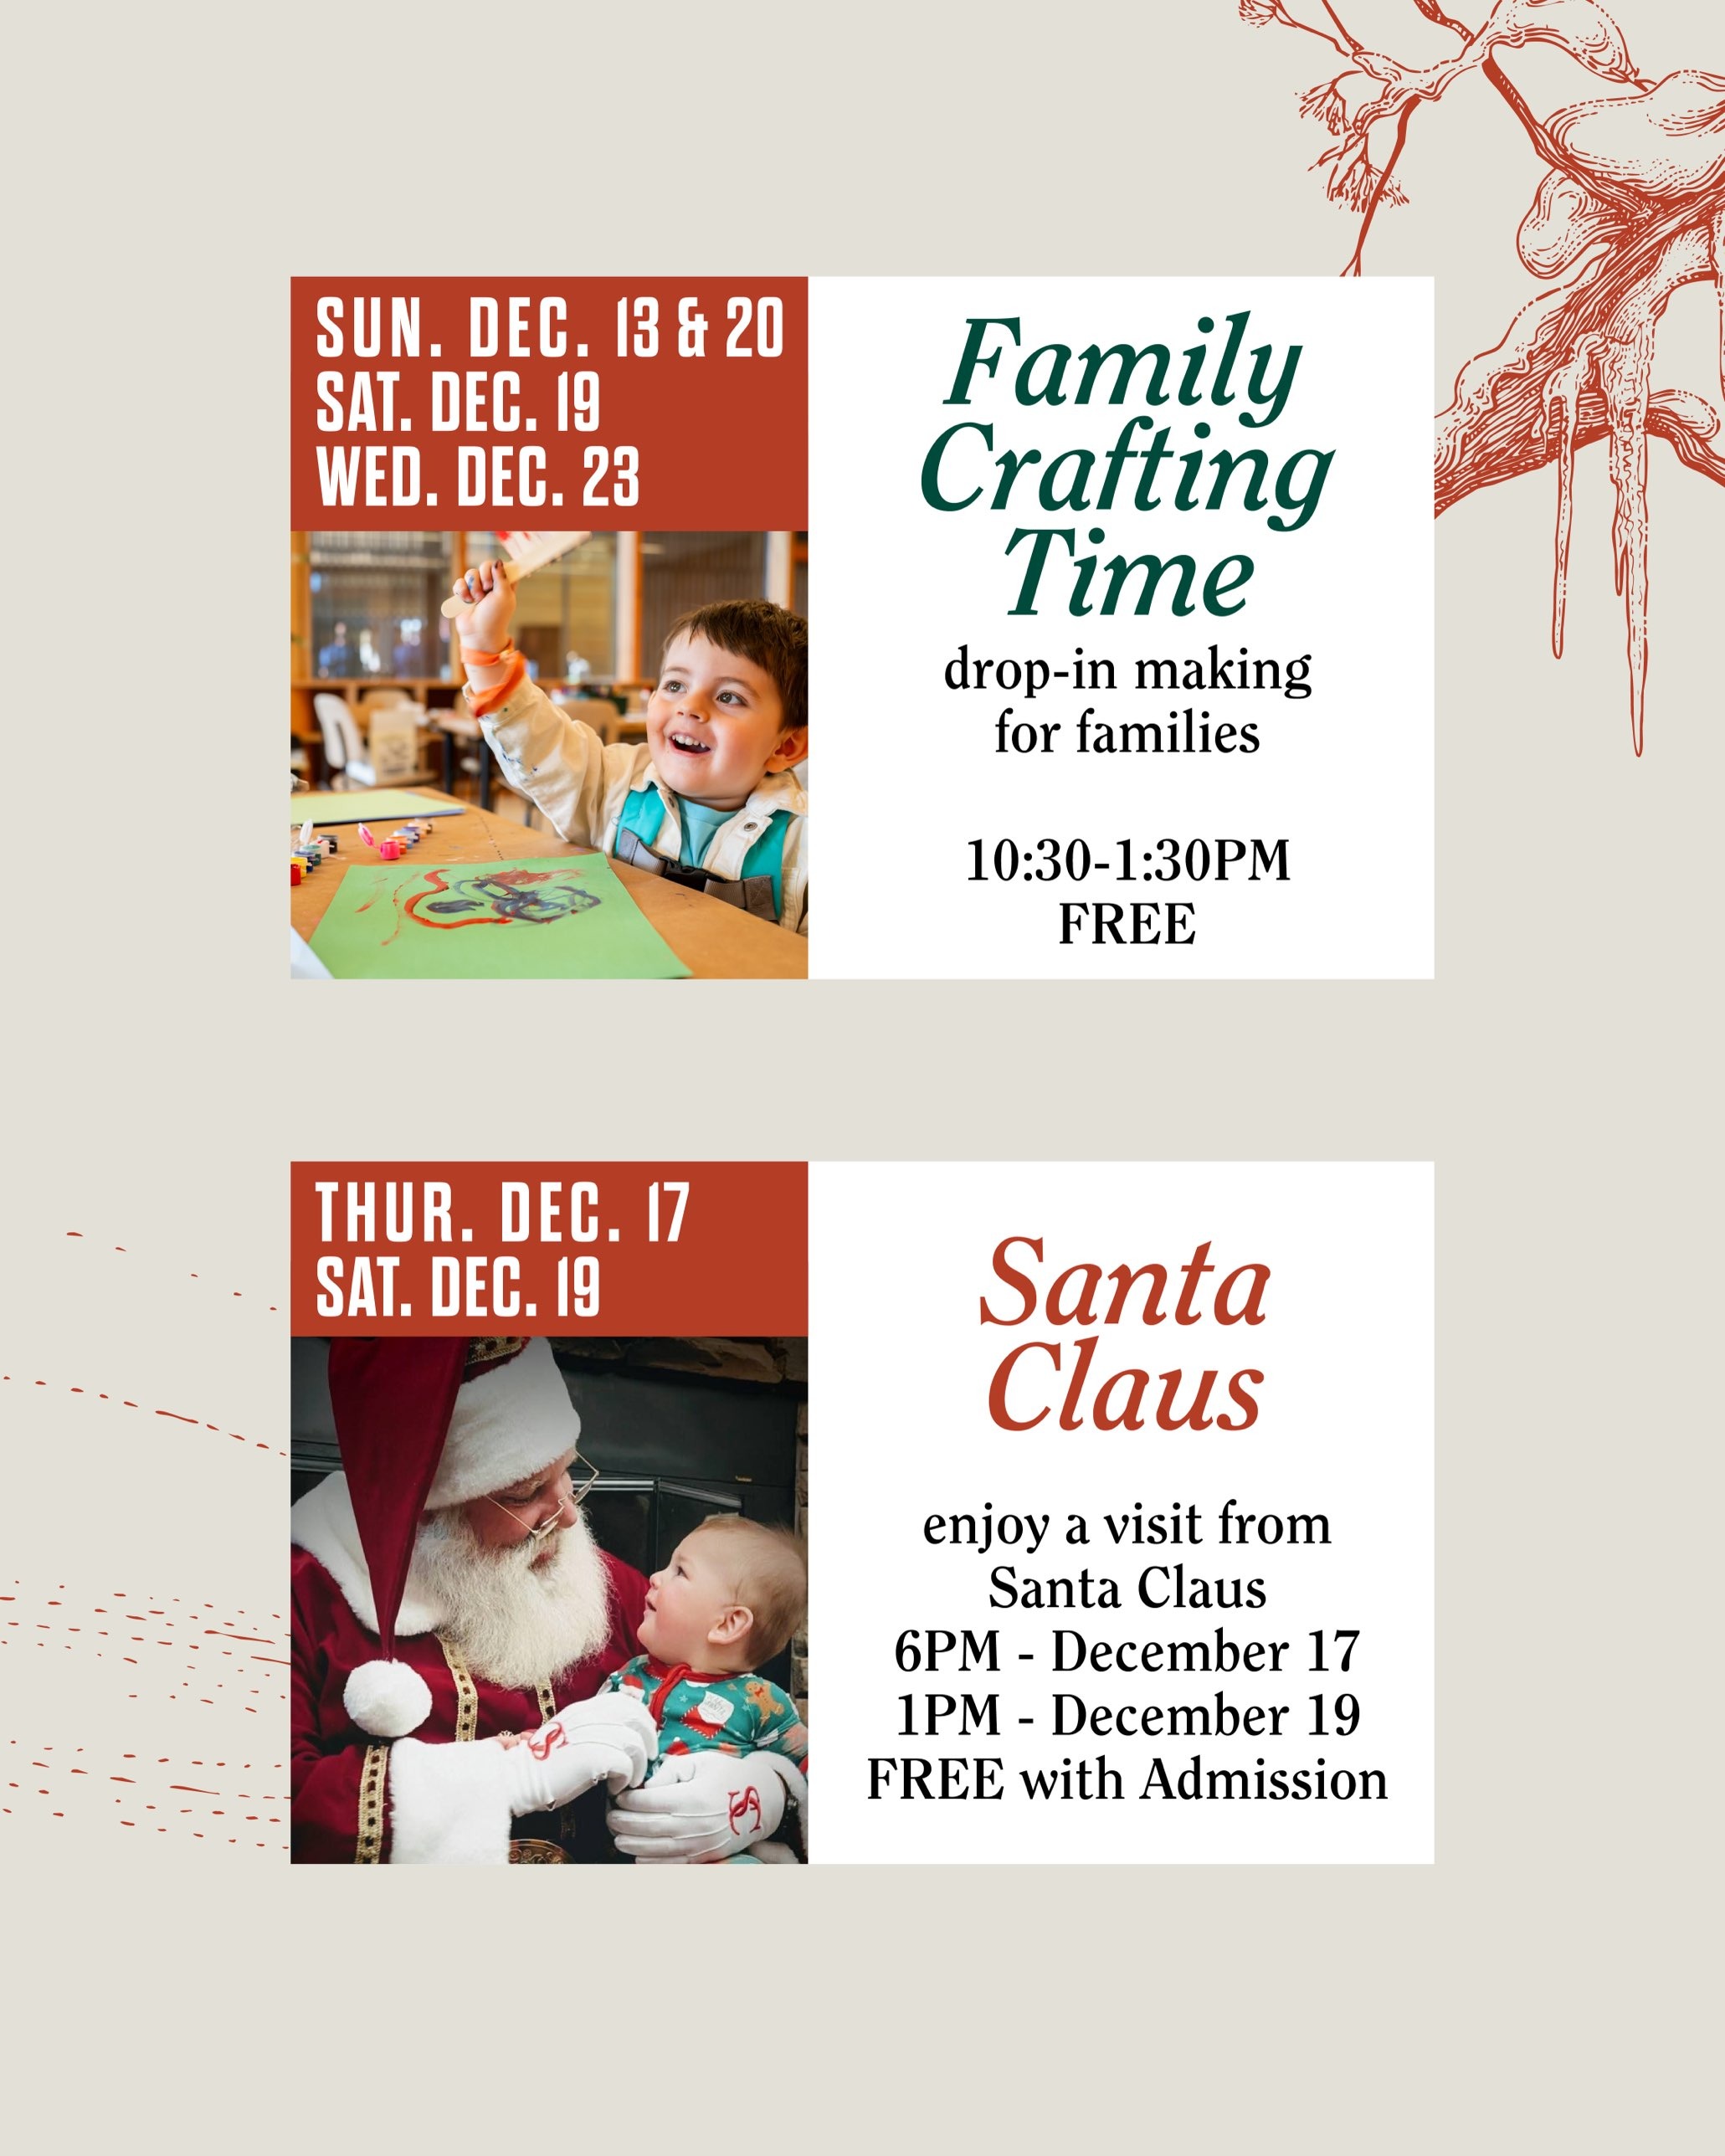 SUN. DEC. 13 & 20
SAT. DEC. 19
WED. DEC. 23
Family
Crafting
Time
drop-in making
for families
10:30-1:30PM
FREE
THUR. DEC. 17
SAT. DEC. 19
Santa
Claus
enjoy a visit from
Santa Claus
6PM - December 17
1PM - December 19
FREE with Admission